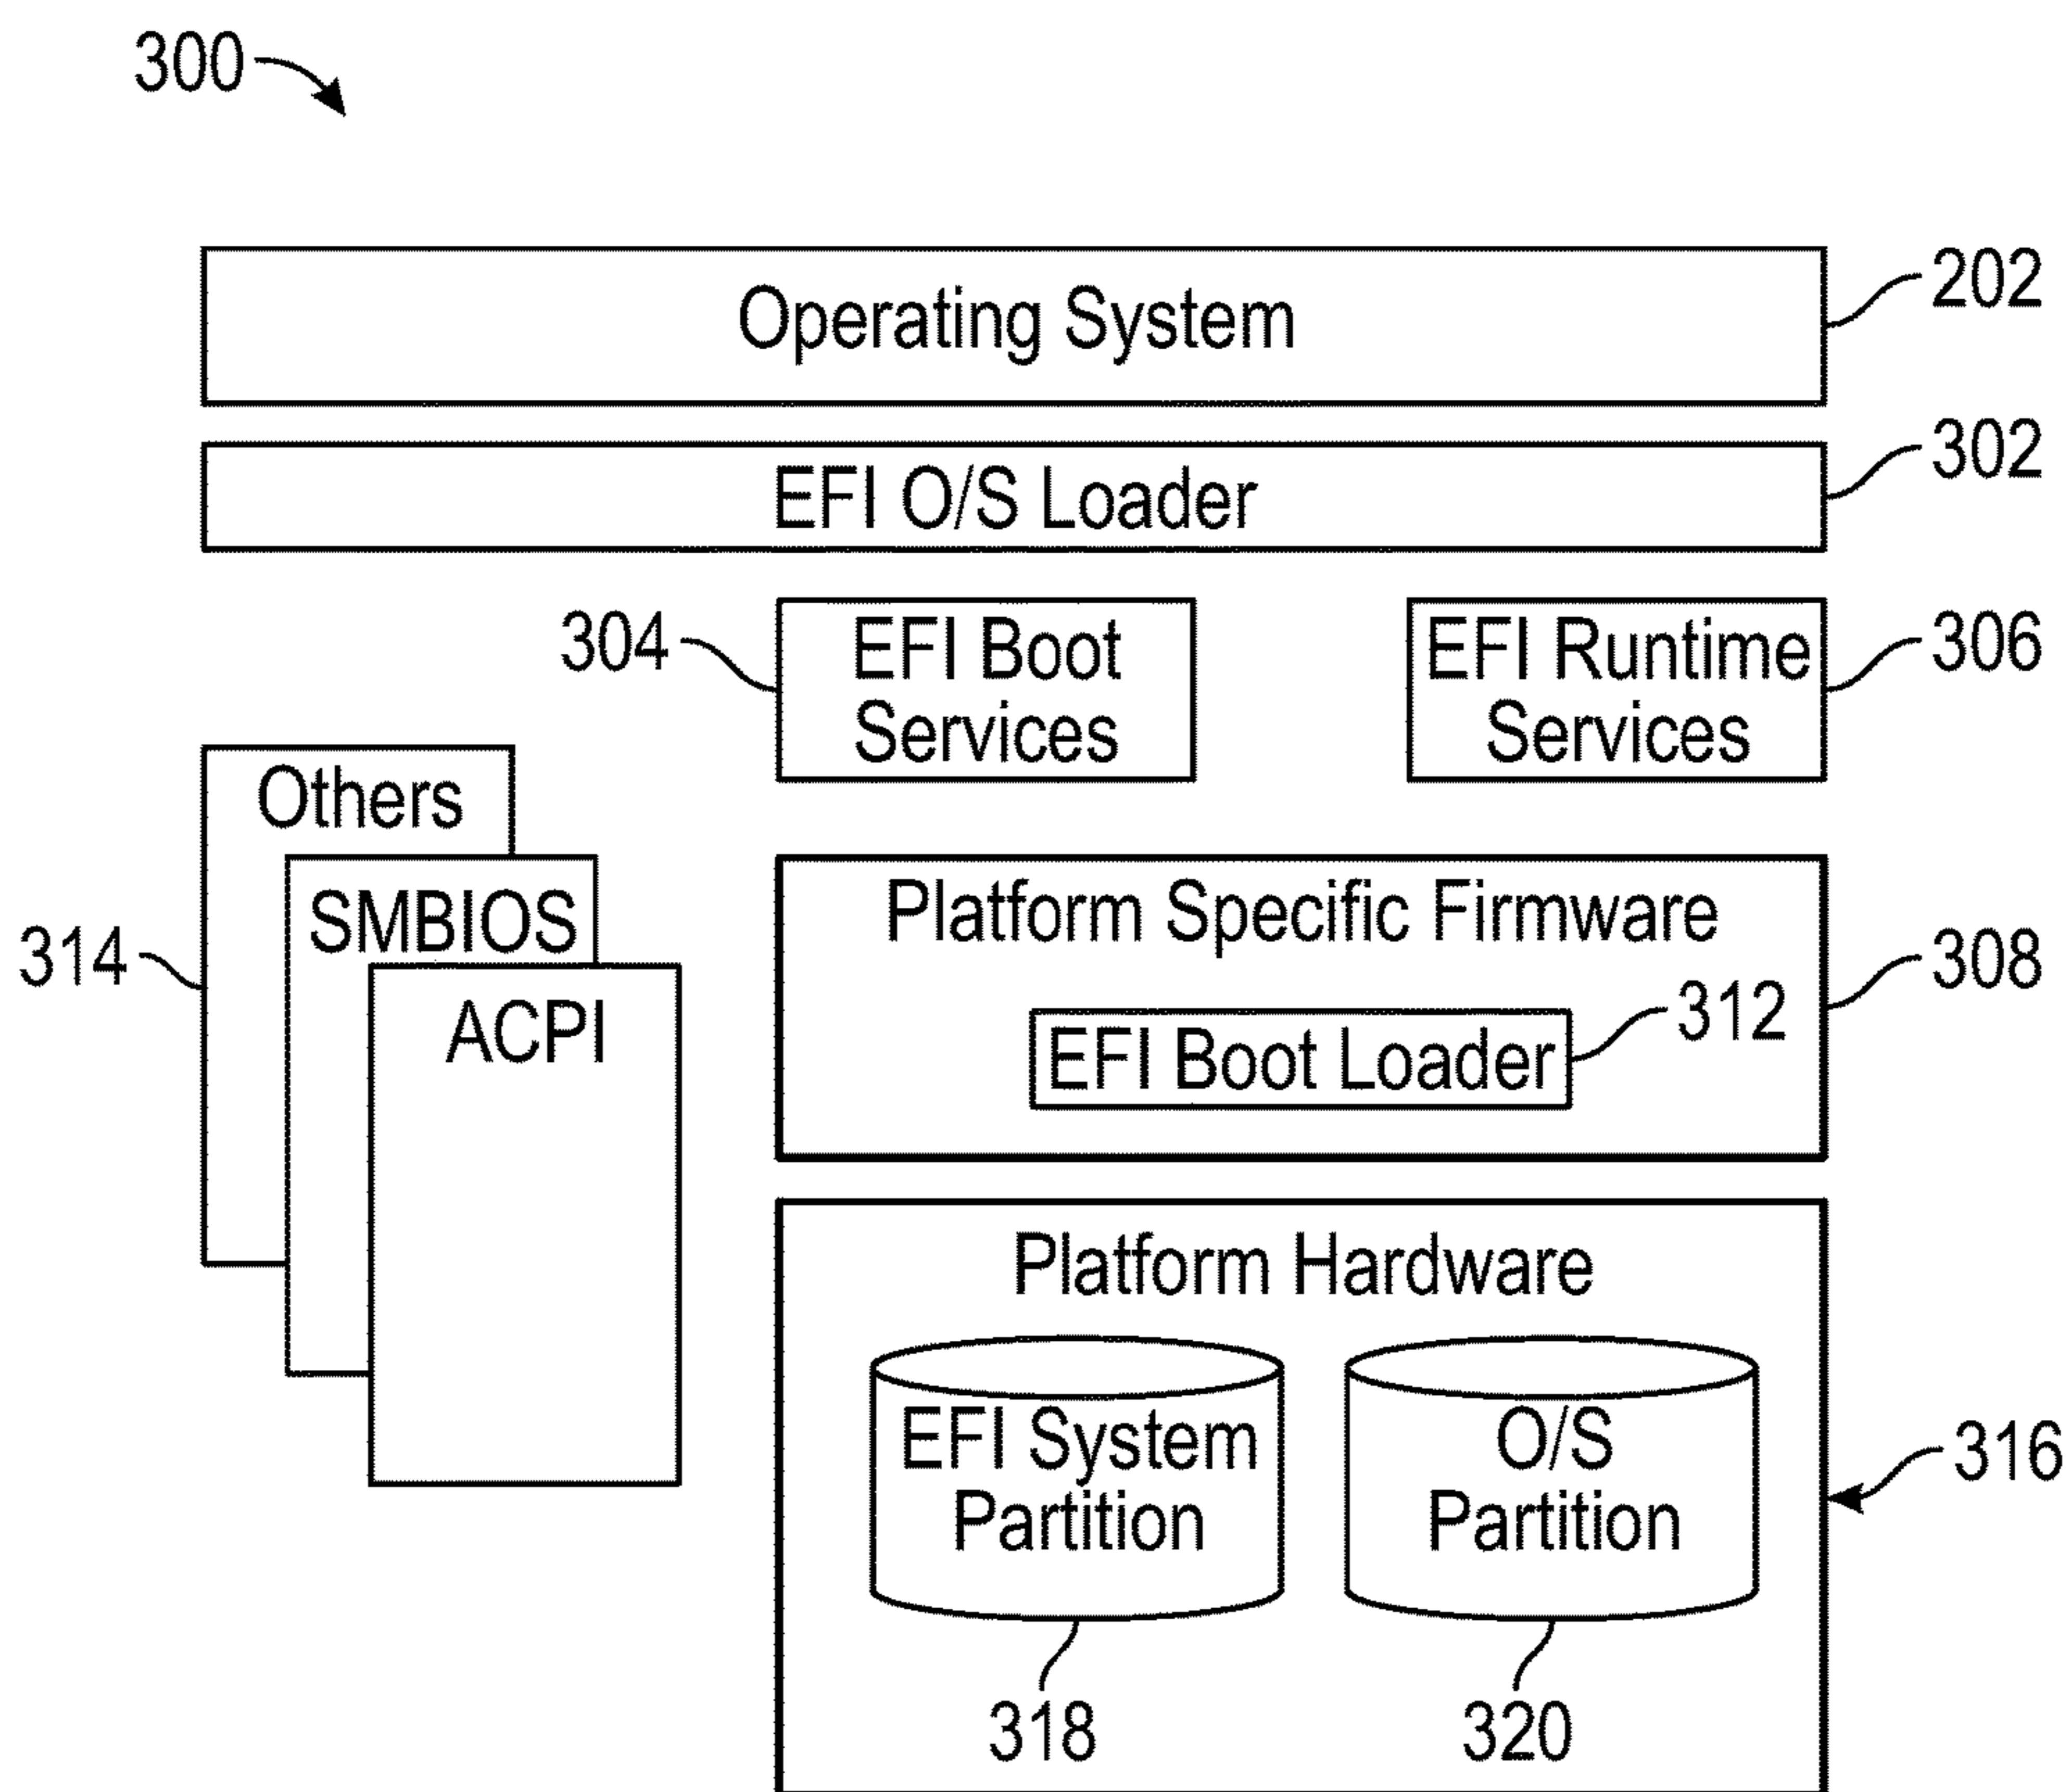 300
Operating System
202
EFI O/S Loader
302
304
EFI Boot
Services
EFI Runtime
Services
306
Others
SMBIOS
ACPI
314
Platform Specific Firmware
308
312
EFI Boot Loader
Platform Hardware
EFI System
Partition
O/S
Partition
316
318
320